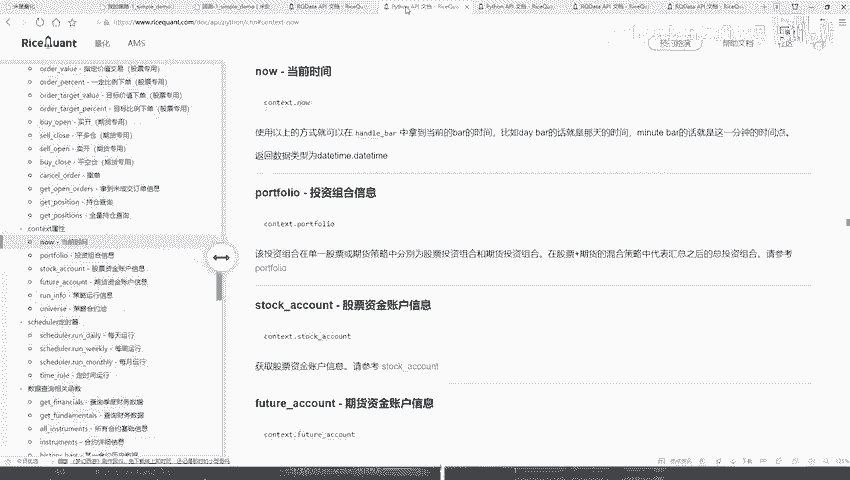 Python API 文档 - RiceQu
RQData API 文档 - RiceQu
https://www.ricequant.com/doc/api/python/chn#context-now
RiceQuant 量化 AMS
帮助文档 社区
order_value - 指定价值交易（股票专用）
order_percent - 一定比例下单（股票专用）
order_target_value - 目标价值下单（股票专用）
order_target_percent - 目标比例下单（股票专用）
buy_open - 买开（期货专用）
sell_close - 平多仓（期货专用）
sell_open - 卖开（期货专用）
buy_close - 平空仓（期货专用）
cancel_order - 撤单
get_open_orders - 拿到未成交订单信息
get_position - 持仓查询
get_positions - 全量持仓查询
context属性
now - 当前时间
portfolio - 投资组合信息
stock_account - 股票资金账户信息
future_account - 期货资金账户信息
run_info - 策略运行信息
universe - 策略合约池
scheduler定时器
scheduler.run_daily - 每天运行
scheduler.run_weekly - 每周运行
scheduler.run_monthly - 每月运行
time_rule - 定时间运行
数据查询相关函数
get_financials - 查询季度财务数据
get_fundamentals - 查询财务数据
all_instruments - 所有合约基础信息
instruments - 合约详细信息
now - 当前时间
context.now
使用以上的方式就可以在 handle_bar 中拿到当前的bar的时间，比如day bar的话就是那天的时间，minute bar的话就是这一分钟的时间点。
返回数据类型为datetime.datetime
portfolio - 投资组合信息
context.portfolio
该投资组合在单一股票或期货策略中分别为股票投资组合和期货投资组合。在股票+期货的混合策略中代表汇总之后的总投资组合。请参考
portfolio
stock_account - 股票资金账户信息
context.stock_account
获取股票资金账户信息。请参考 stock_account
future_account - 期货资金账户信息
context.future_account